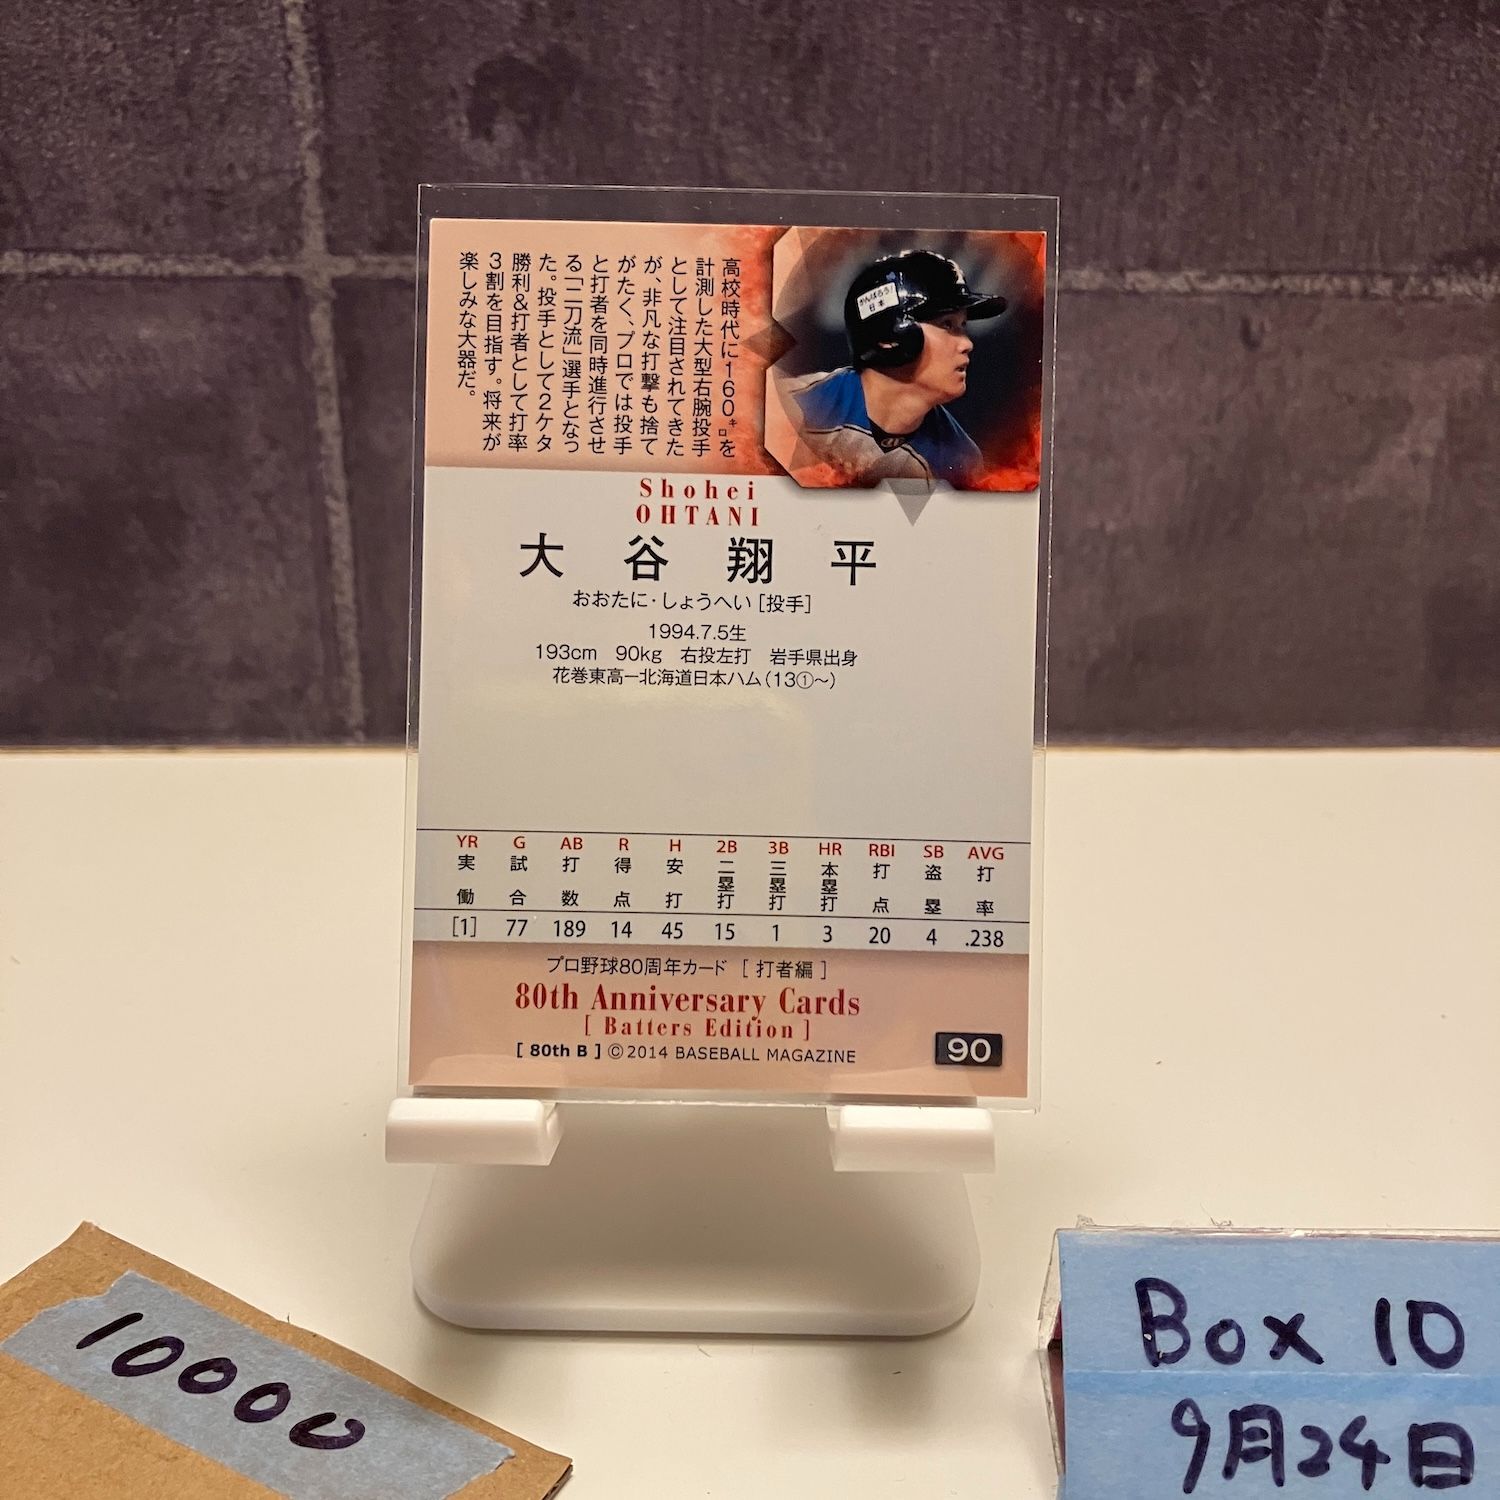 高校時代に160㌔を
計測した大型右腕投手
として注目されてきた
が、非凡な打撃も捨て
がたく、プロでは投手
と打者を同時進行させ
る「二刀流」選手となっ
た。投手として2ケタ
勝利&打者として打率
3割を目指す。将来が
楽しみな大器だ。
がんばろう!
日本
Shohei
OHTANI
大谷翔平
おおたに・しょうへい [投手]
1994.7.5生
193cm 90kg 右投左打 岩手県出身
花巻東高ー北海道日本ハム(13①〜)
YR G AB R H 2B 3B HR RBI SB AVG
実働 試合 打数 得点 安打 二塁打 三塁打 本塁打 打点 盗塁 打率
[1] 77 189 14 45 15 1 3 20 4 .238
プロ野球80周年カード [ 打者編 ]
80th Anniversary Cards
[ Batters Edition ]
[ 80th B ] ©2014 BASEBALL MAGAZINE
90
10000
Box 10
9月24日